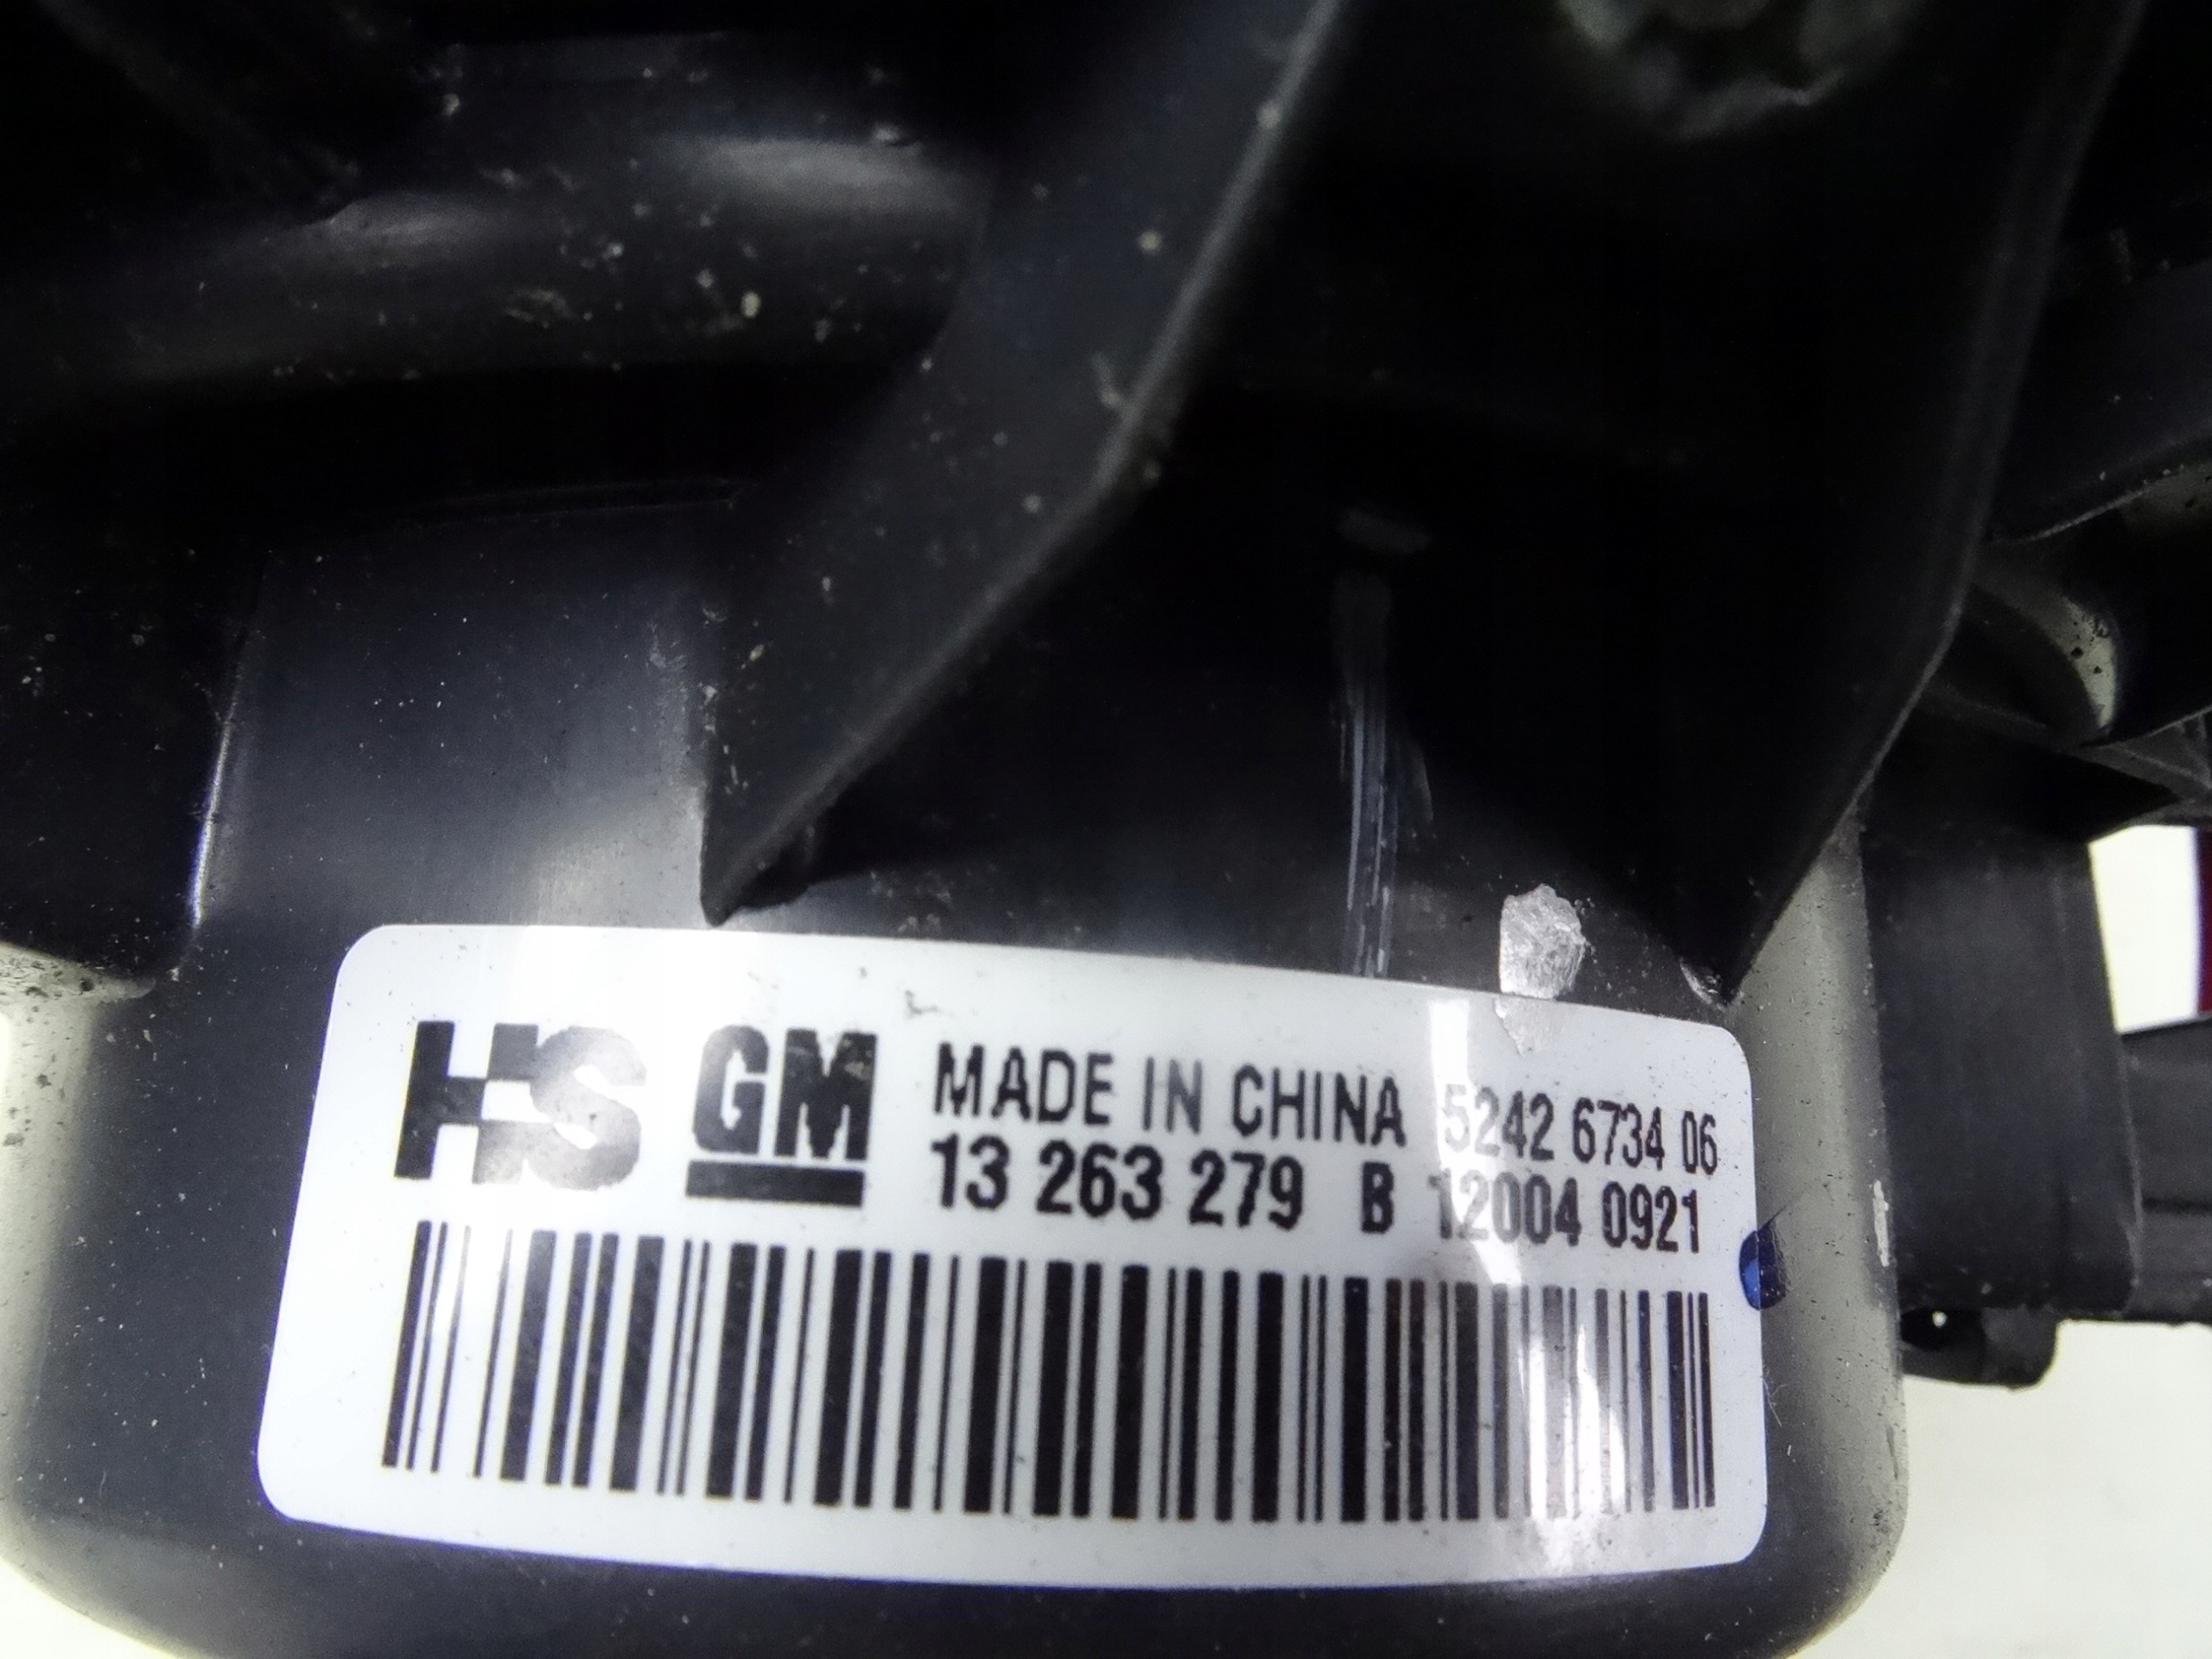 HS GM MADE IN CHINA 5242 6734 06
13 263 279 B 12004 0921